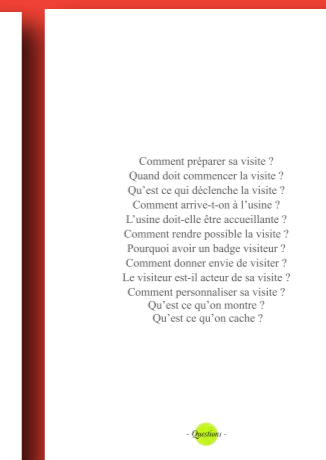 Comment préparer sa visite ?
Quand doit commencer la visite ?
Qu’est ce qui déclenche la visite ?
Comment arrive-t-on à l’usine ?
L’usine doit-elle être accueillante ?
Comment rendre possible la visite ?
Pourquoi avoir un badge visiteur ?
Comment donner envie de visiter ?
Le visiteur est-il acteur de sa visite ?
Comment personnaliser sa visite ?
Qu’est ce qu’on montre ?
Qu’est ce qu’on cache ?
- Questions -